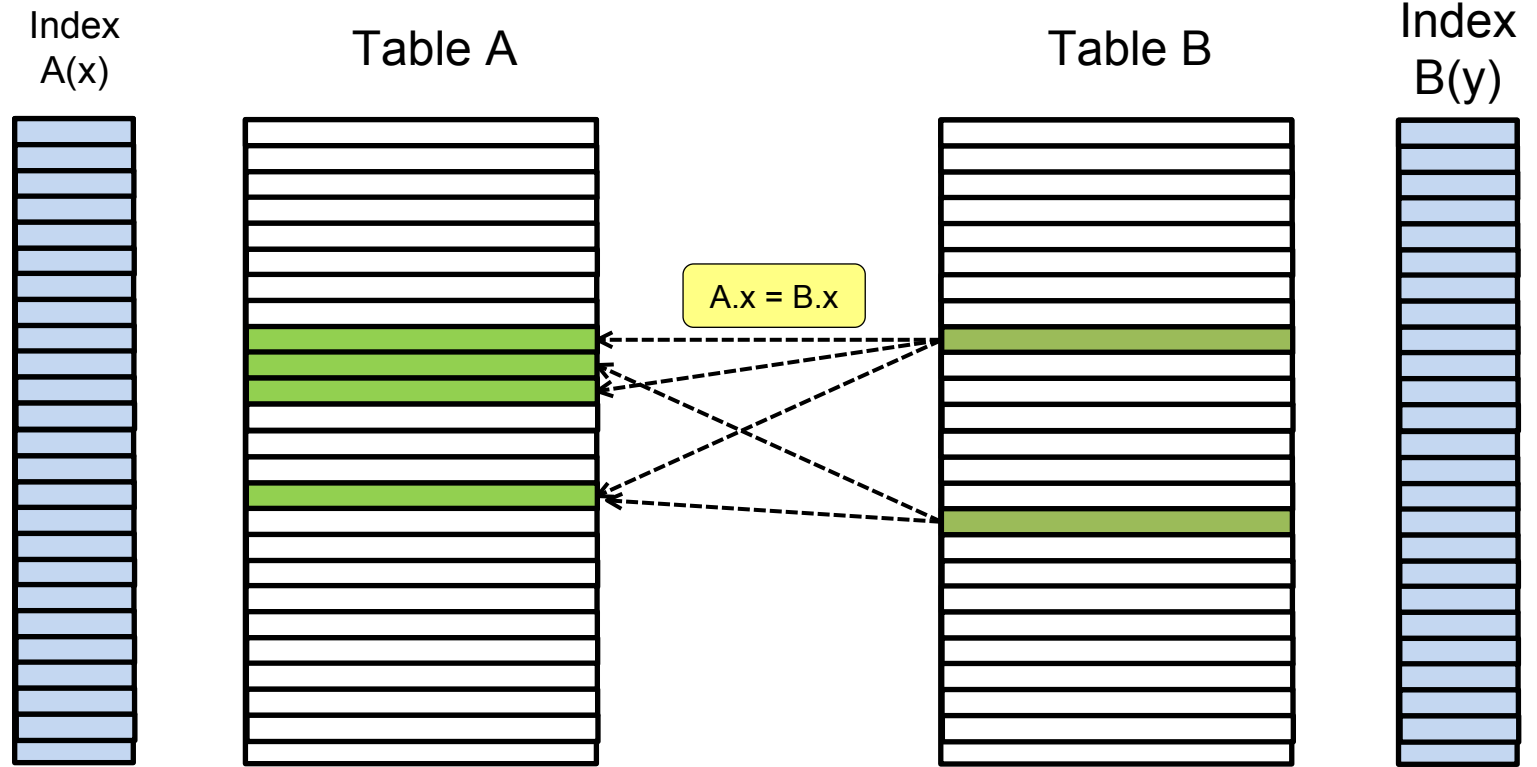 Index
A(x)
Table A
Table B
Index
B(y)
A.x = B.x